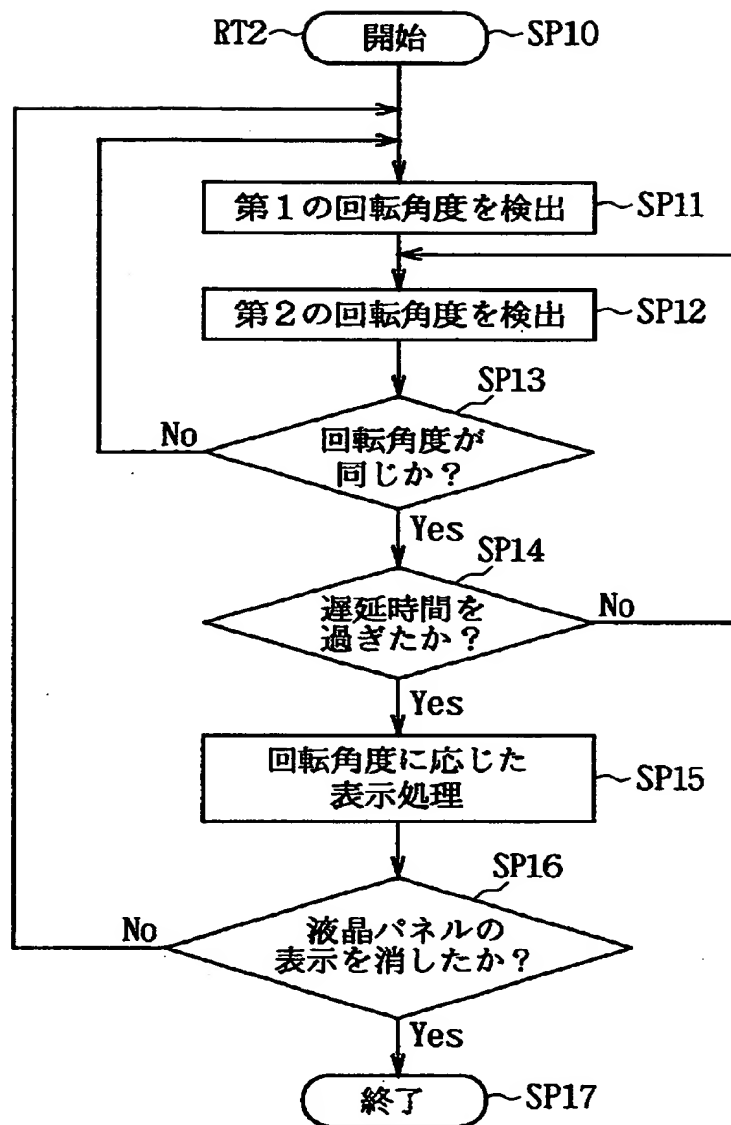 RT2 開始 SP10
第1の回転角度を検出 SP11
第2の回転角度を検出 SP12
SP13
No
回転角度が
同じか？
Yes
SP14
遅延時間を
過ぎたか？
No
Yes
回転角度に応じた
表示処理
SP15
SP16
No
液晶パネルの
表示を消したか？
Yes
終了 SP17